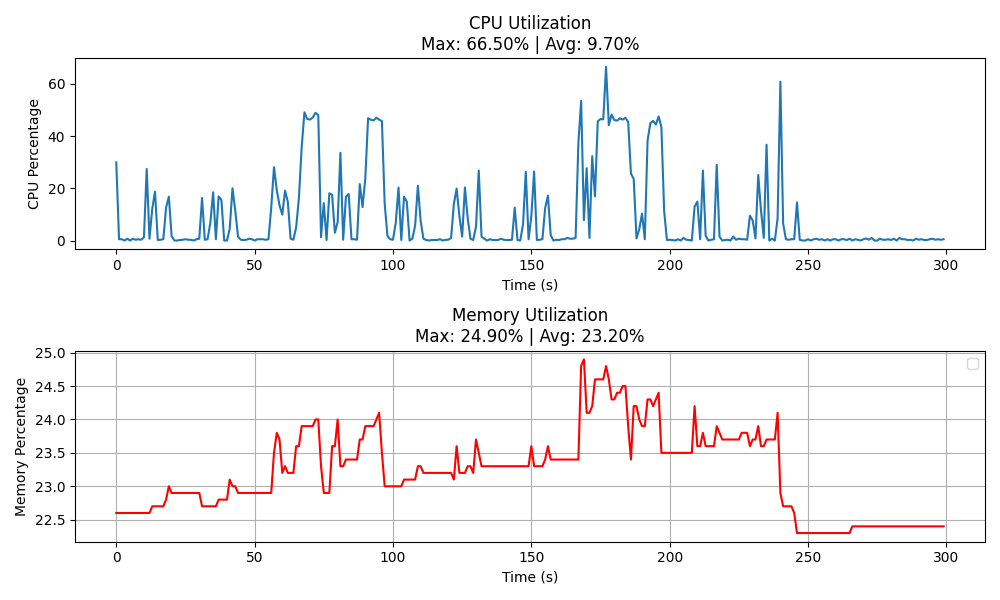 CPU Utilization
Max: 66.50% | Avg: 9.70%
CPU Percentage
60
40
20
0
0 50 100 150 200 250 300
Time (s)
Memory Utilization
Max: 24.90% | Avg: 23.20%
Memory Percentage
25.0
24.5
24.0
23.5
23.0
22.5
0 50 100 150 200 250 300
Time (s)